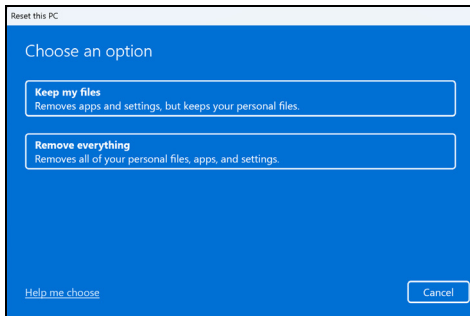 Reset this PC
Choose an option
Keep my files
Removes apps and settings, but keeps your personal files.
Remove everything
Removes all of your personal files, apps, and settings.
Help me choose
Cancel